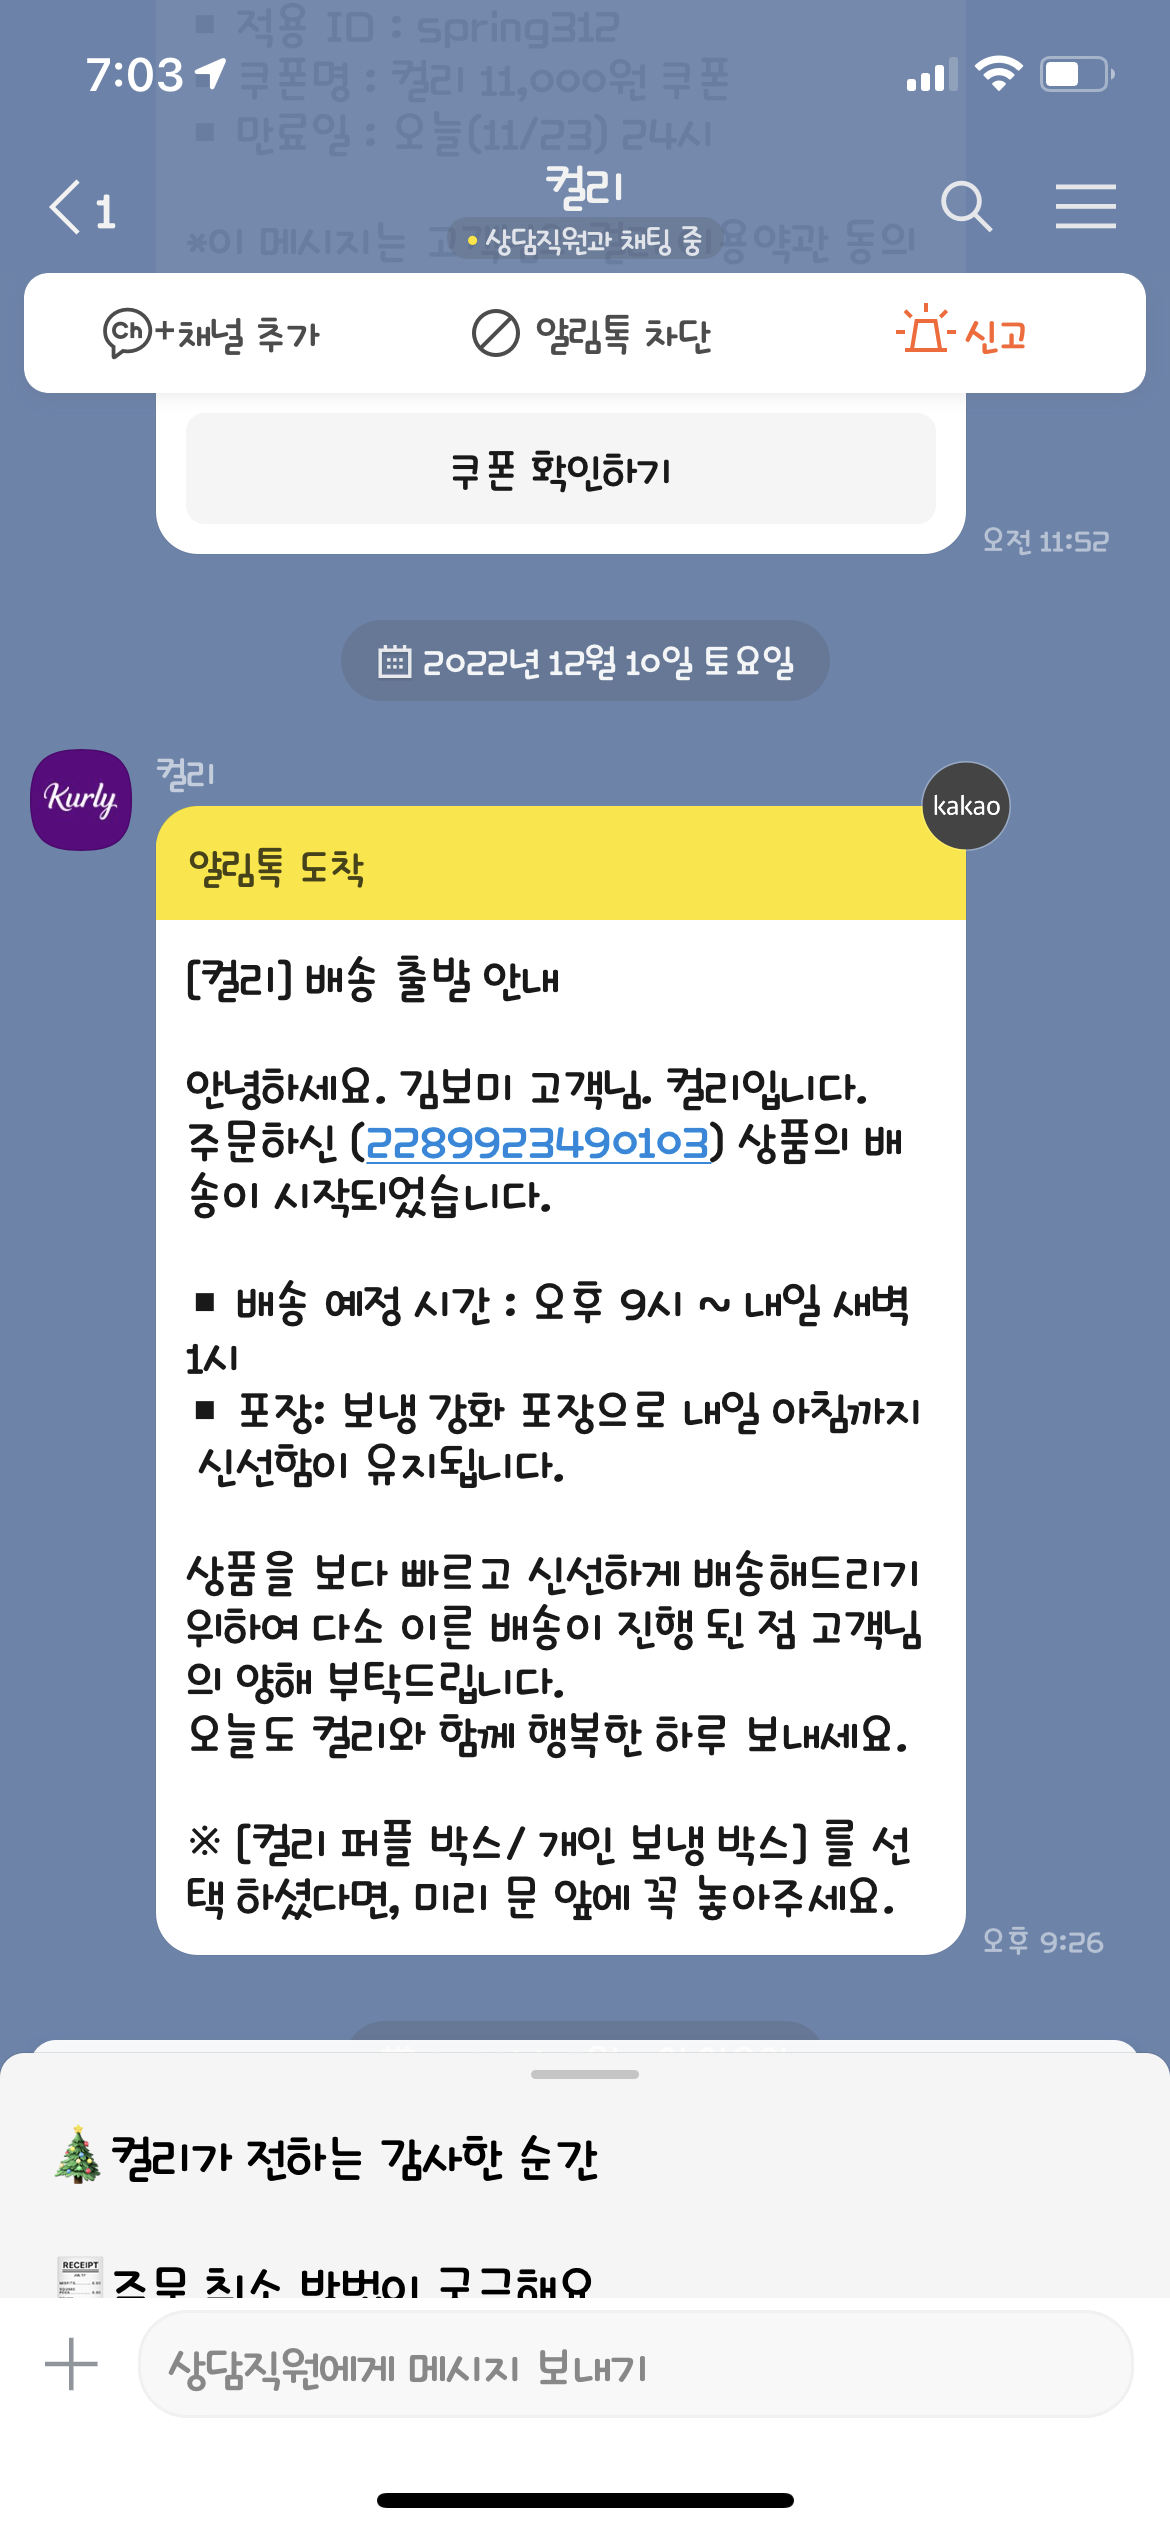 ▪ 적용 ID : spring312
7:03
▪ 쿠폰명 : 컬리 11,000원 쿠폰
▪ 만료일 : 오늘(11/23) 24시
1
컬리
상담직원과 채팅 중
*이 메시지는 용약관 동의
Ch+채널 추가
알림톡 차단
신고
쿠폰 확인하기
오전 11:52
2022년 12월 10일 토요일
Kurly
컬리
kakao
알림톡 도착
[컬리] 배송 출발 안내
안녕하세요. 김보미 고객님. 컬리입니다.
주문하신 (2289923490103) 상품의 배
송이 시작되었습니다.
▪ 배송 예정 시간 : 오후 9시 ~ 내일 새벽
1시
▪ 포장: 보냉 강화 포장으로 내일 아침까지
신선함이 유지됩니다.
상품을 보다 빠르고 신선하게 배송해드리기
위하여 다소 이른 배송이 진행 된 점 고객님
의 양해 부탁드립니다.
오늘도 컬리와 함께 행복한 하루 보내세요.
※ [컬리 퍼플 박스/ 개인 보냉 박스] 를 선
택 하셨다면, 미리 문 앞에 꼭 놓아주세요.
오후 9:26
🎄컬리가 전하는 감사한 순간
RECEIPT
주문 취소 방법이 궁금해요
상담직원에게 메시지 보내기